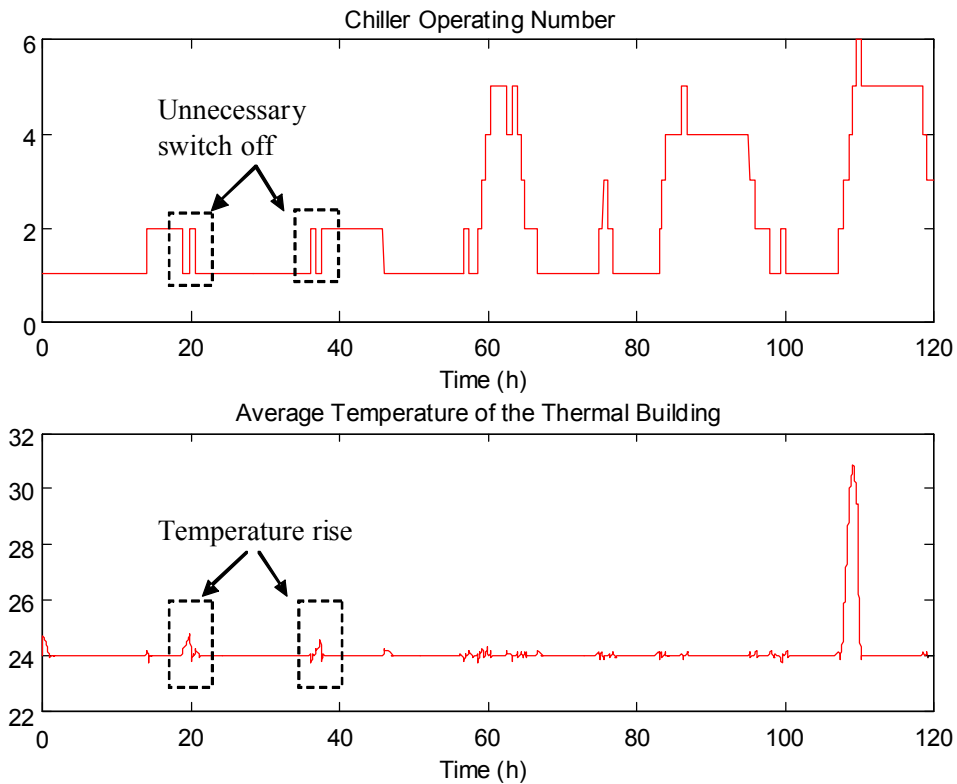 Chiller Operating Number
6
Unnecessary
switch off
4
2
0
0 20 40 60 80 100 120
Time (h)
Average Temperature of the Thermal Building
32
30
Temperature rise
28
26
24
22
0 20 40 60 80 100 120
Time (h)